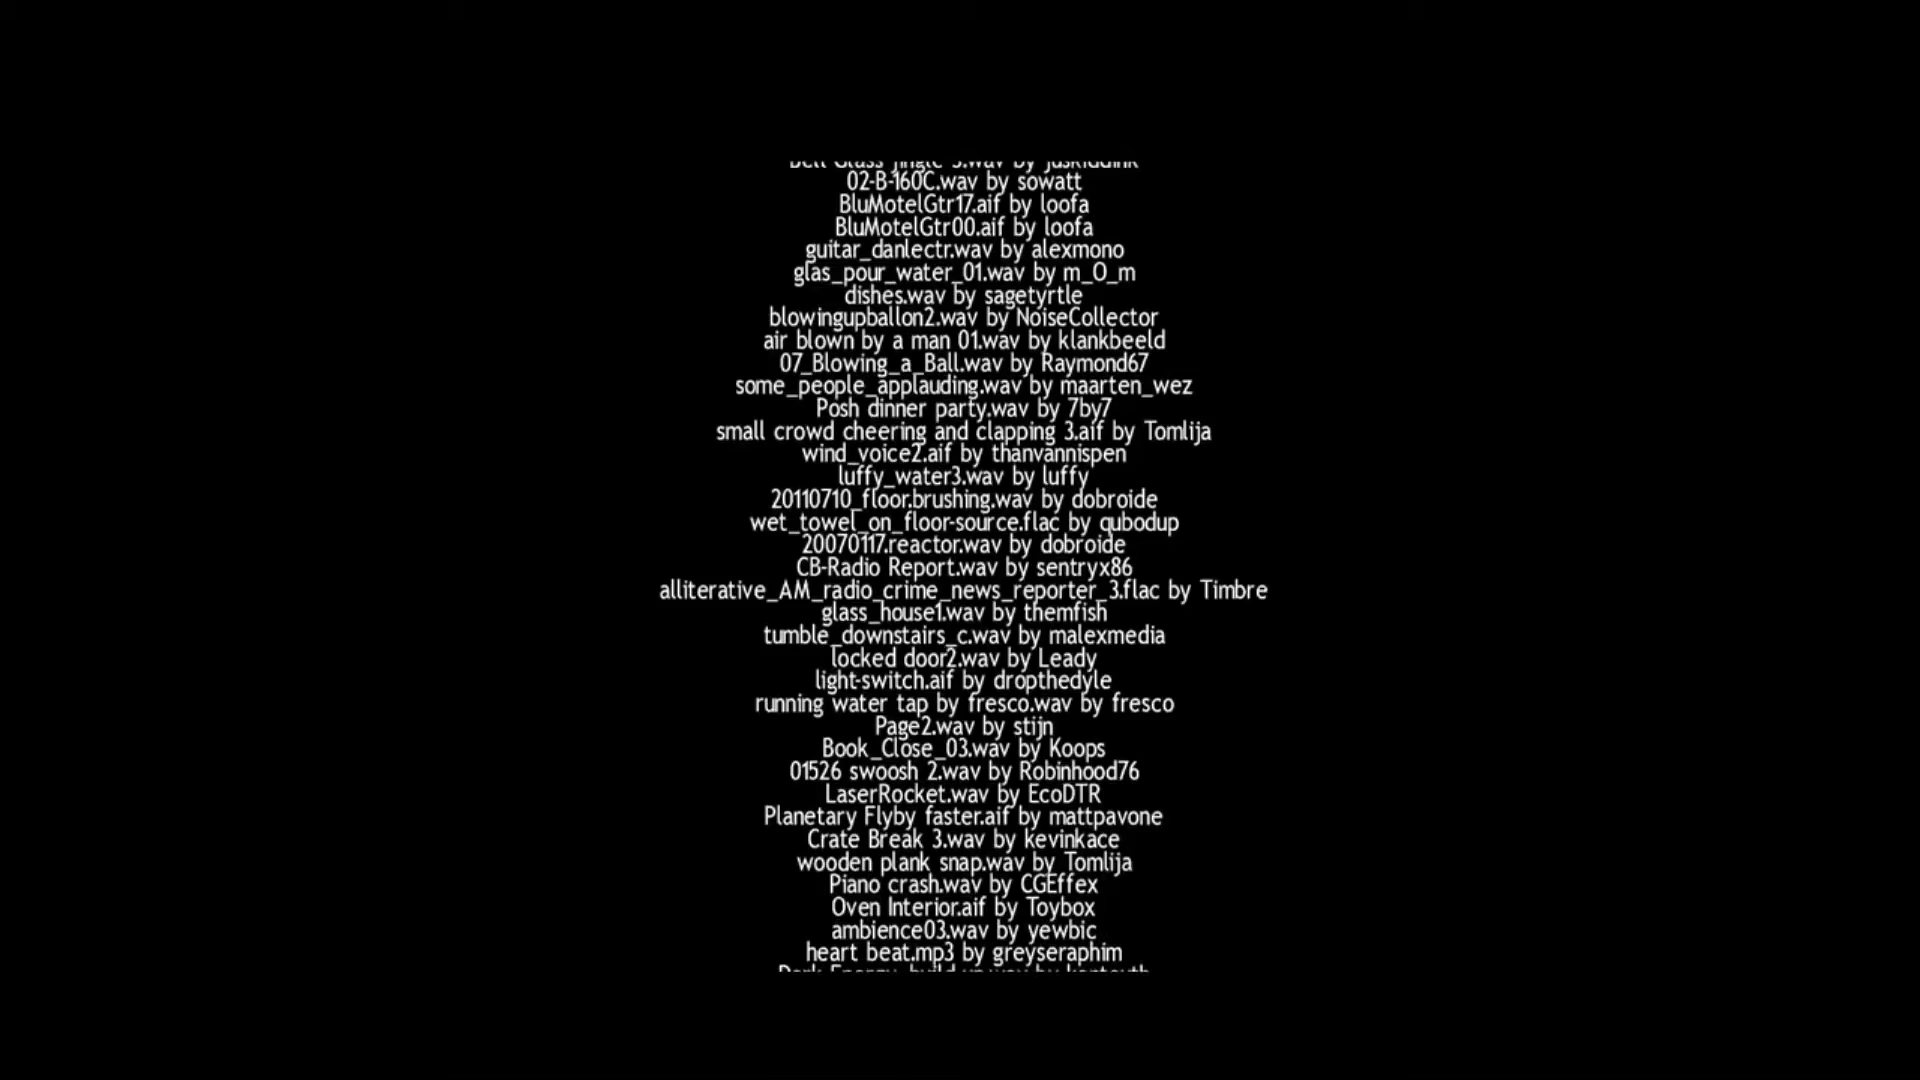 Bell Glass jingle 3.wav by juskiddink
02-B-160C.wav by sowatt
BluMotelGtr17.aif by loofa
BluMotelGtr00.aif by loofa
guitar_danlectr.wav by alexmono
glas_pour_water_01.wav by m_O_m
dishes.wav by sagetyrtle
blowingupballon2.wav by NoiseCollector
air blown by a man 01.wav by klankbeeld
07_Blowing_a_Ball.wav by Raymond67
some_people_applauding.wav by maarten_wez
Posh dinner party.wav by 7by7
small crowd cheering and clapping 3.aif by Tomlija
wind_voice2.aif by thanvannispen
luffy_water3.wav by luffy
20110710_floor.brushing.wav by dobroide
wet_towel_on_floor-source.flac by qubodup
20070117.reactor.wav by dobroide
CB-Radio Report.wav by sentryx86
alliterative_AM_radio_crime_news_reporter_3.flac by Timbre
glass_house1.wav by themfish
tumble_downstairs_c.wav by malexmedia
locked door2.wav by Leady
light-switch.aif by dropthedyle
running water tap by fresco.wav by fresco
Page2.wav by stijn
Book_Close_03.wav by Koops
01526 swoosh 2.wav by Robinhood76
LaserRocket.wav by EcoDTR
Planetary Flyby faster.aif by mattpavone
Crate Break 3.wav by kevinkace
wooden plank snap.wav by Tomlija
Piano crash.wav by CGEffex
Oven Interior.aif by Toybox
ambience03.wav by yewbic
heart beat.mp3 by greyseraphim
Dark Energy